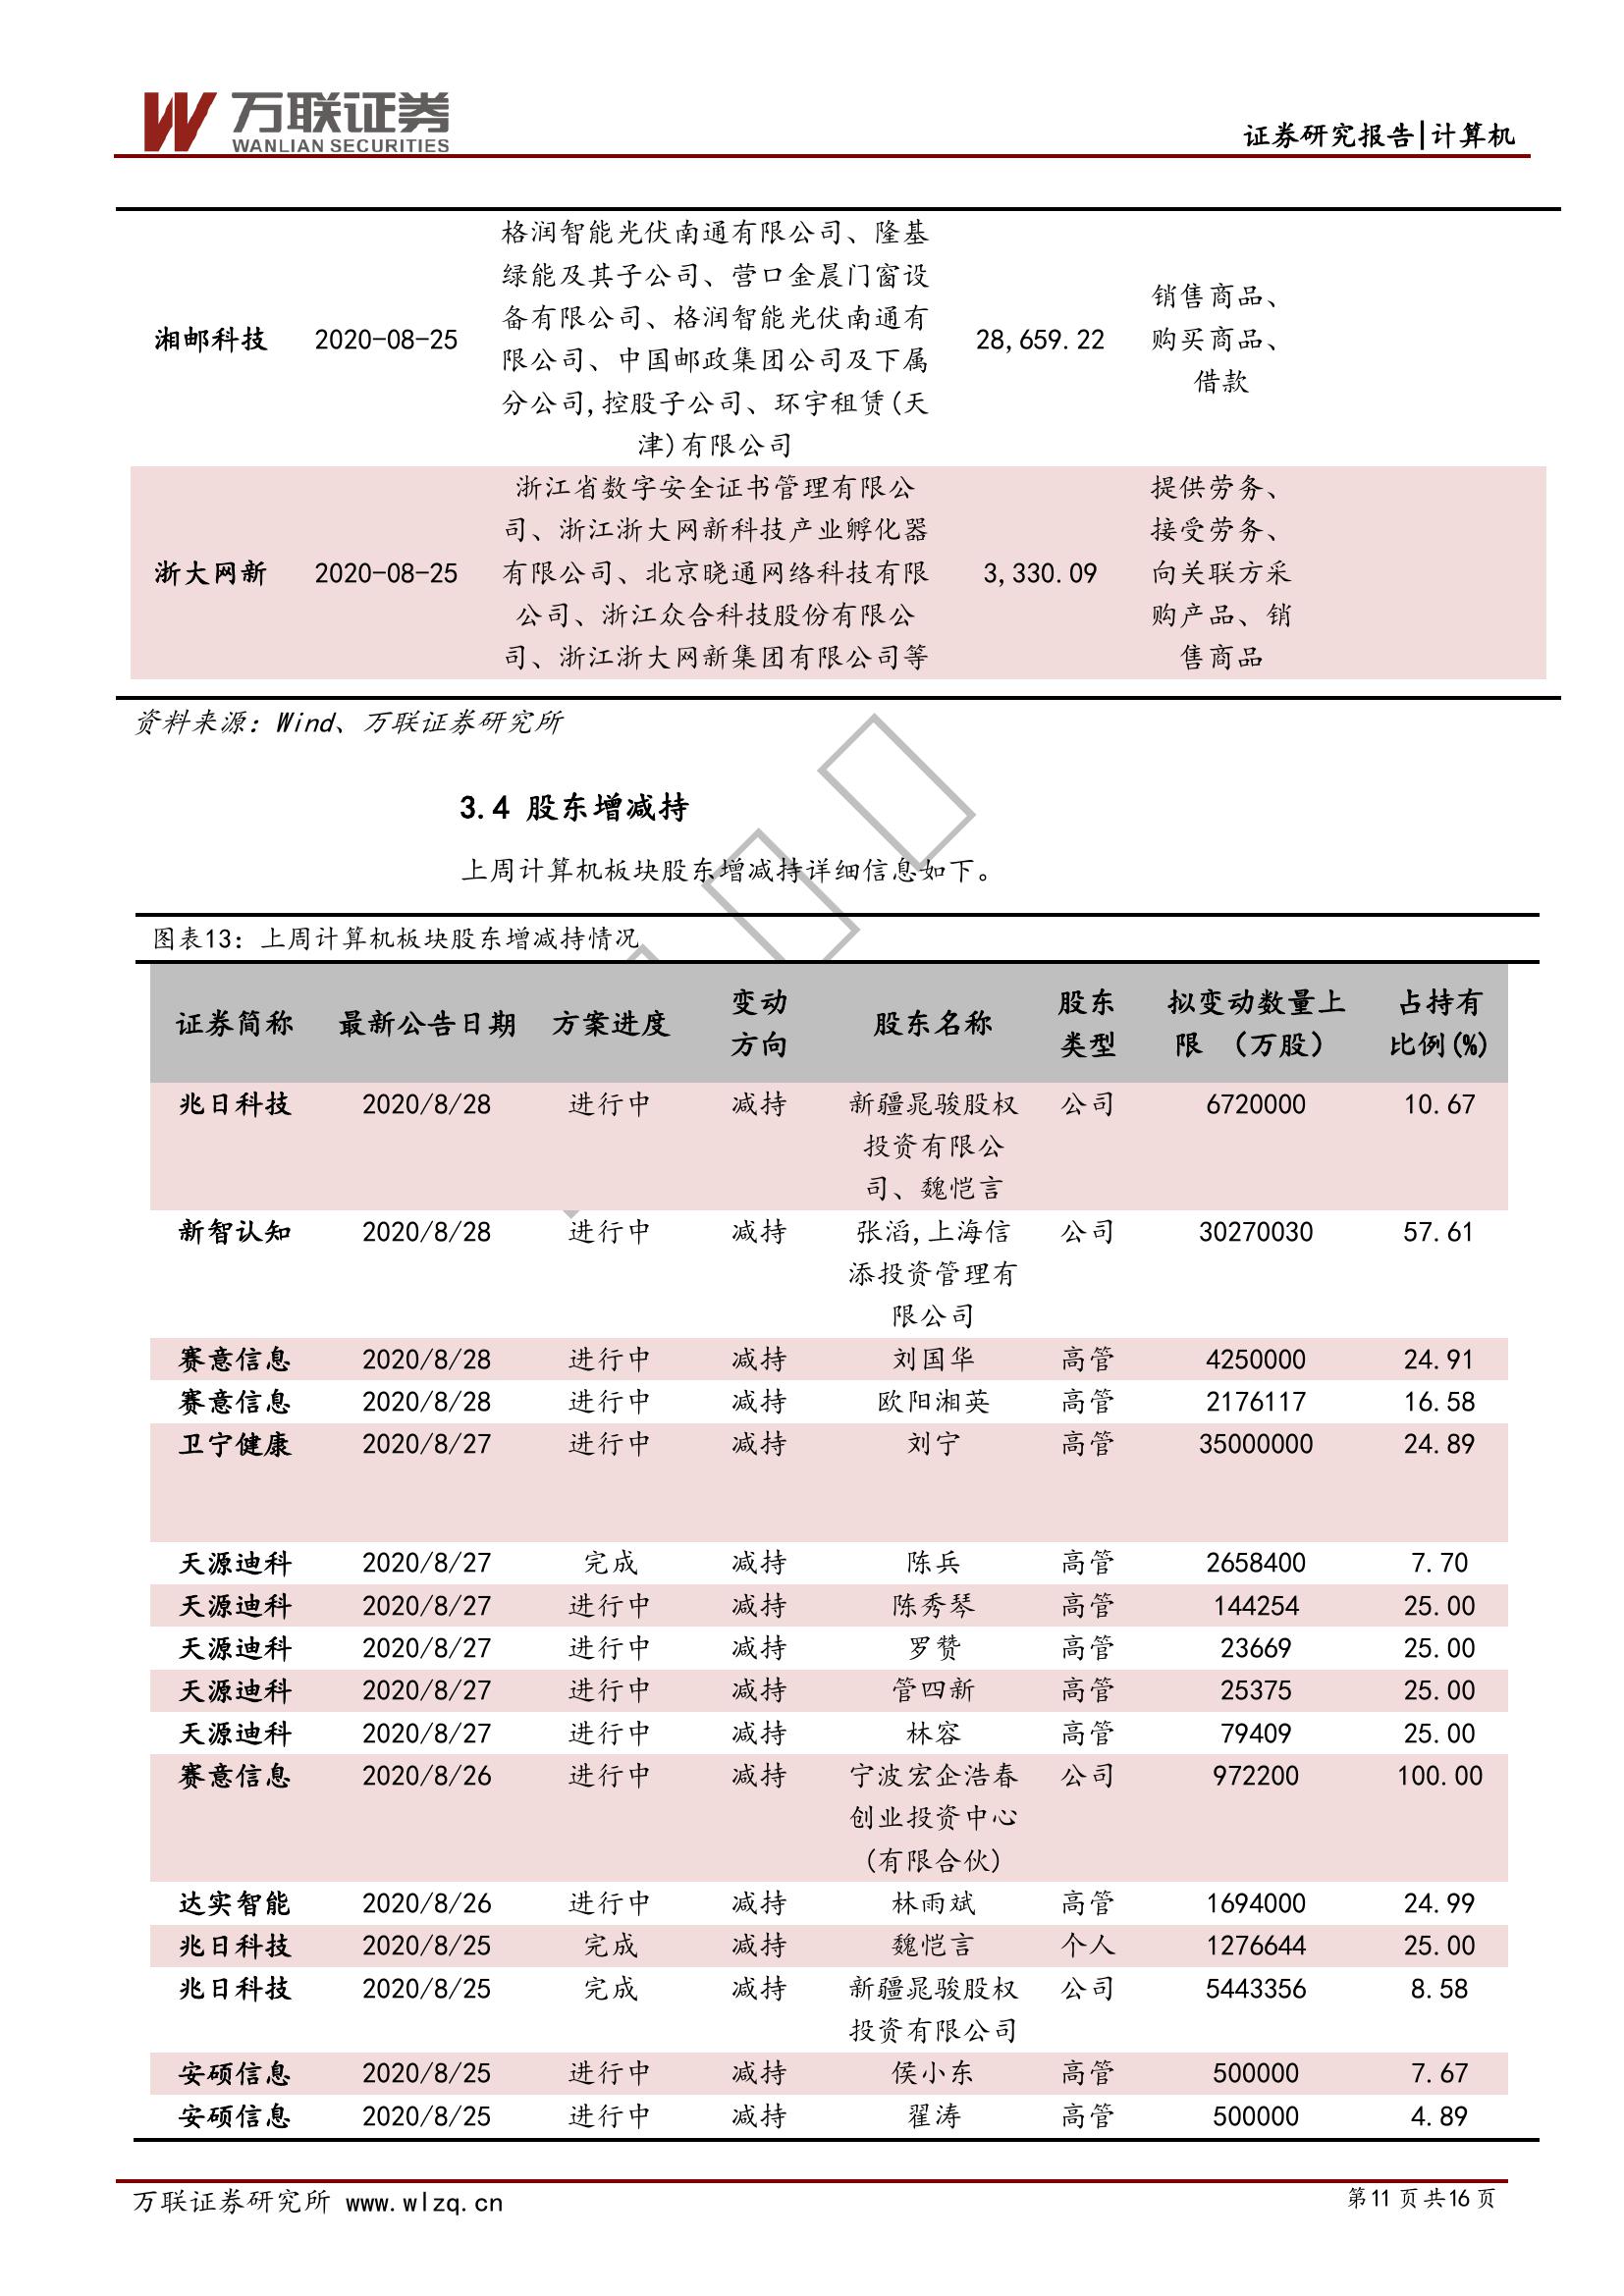 万联证券
WANLIAN SECURITIES
证券研究报告|计算机
格润智能光伏南通有限公司、隆基
绿能及其子公司、营口金晨门窗设
备有限公司、格润智能光伏南通有
限公司、中国邮政集团公司及下属
分公司,控股子公司、环宇租赁(天
津)有限公司
湘邮科技 2020-08-25 28,659.22
销售商品、
购买商品、
借款
浙江省数字安全证书管理有限公
司、浙江浙大网新科技产业孵化器
有限公司、北京晓通网络科技有限
公司、浙江众合科技股份有限公
司、浙江浙大网新集团有限公司等
浙大网新 2020-08-25 3,330.09
提供劳务、
接受劳务、
向关联方采
购产品、销
售商品
资料来源：Wind、万联证券研究所
3.4 股东增减持
上周计算机板块股东增减持详细信息如下。
图表13：上周计算机板块股东增减持情况
证券简称 最新公告日期 方案进度 变动方向 股东名称 股东类型 拟变动数量上限 （万股） 占持有比例(%)
兆日科技 2020/8/28 进行中 减持 新疆晁骏股权 公司 6720000 10.67
投资有限公
司、魏恺言
新智认知 2020/8/28 进行中 减持 张滔,上海信 公司 30270030 57.61
添投资管理有
限公司
赛意信息 2020/8/28 进行中 减持 刘国华 高管 4250000 24.91
赛意信息 2020/8/28 进行中 减持 欧阳湘英 高管 2176117 16.58
卫宁健康 2020/8/27 进行中 减持 刘宁 高管 35000000 24.89
天源迪科 2020/8/27 完成 减持 陈兵 高管 2658400 7.70
天源迪科 2020/8/27 进行中 减持 陈秀琴 高管 144254 25.00
天源迪科 2020/8/27 进行中 减持 罗赞 高管 23669 25.00
天源迪科 2020/8/27 进行中 减持 管四新 高管 25375 25.00
天源迪科 2020/8/27 进行中 减持 林容 高管 79409 25.00
赛意信息 2020/8/26 进行中 减持 宁波宏企浩春 公司 972200 100.00
创业投资中心
(有限合伙)
达实智能 2020/8/26 进行中 减持 林雨斌 高管 1694000 24.99
兆日科技 2020/8/25 完成 减持 魏恺言 个人 1276644 25.00
兆日科技 2020/8/25 完成 减持 新疆晁骏股权 公司 5443356 8.58
投资有限公司
安硕信息 2020/8/25 进行中 减持 侯小东 高管 500000 7.67
安硕信息 2020/8/25 进行中 减持 翟涛 高管 500000 4.89
万联证券研究所 www.wlzq.cn
第11页共16页